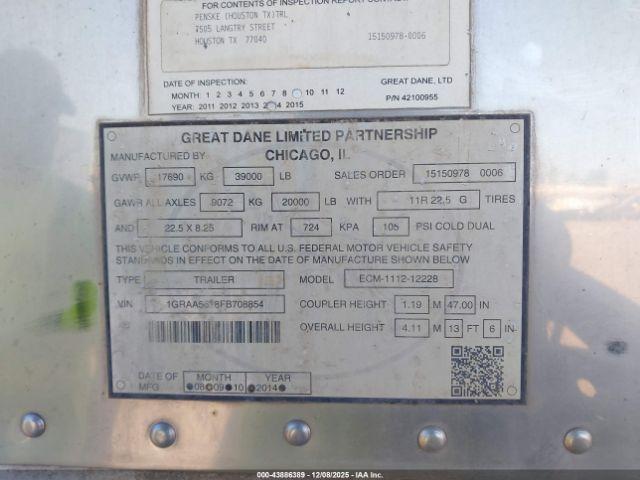 FOR CONTENTS OF INSPECTION REPORT
PENSKE (HOUSTON TX)TRL
7505 LANGTRY STREET
HOUSTON TX 77040 15150978-0006
DATE OF INSPECTION: GREAT DANE, LTD
MONTH: 1 2 3 4 5 6 7 8 10 11 12
YEAR: 2011 2012 2013 2014 2015 P/N 42100955
GREAT DANE LIMITED PARTNERSHIP
MANUFACTURED BY CHICAGO, IL
GVWR 17690 KG 39000 LB SALES ORDER 15150978 0006
GAWR ALL AXLES 9072 KG 20000 LB WITH 11R 22.5 G TIRES
AND 22.5 X 8.25 RIM AT 724 KPA 105 PSI COLD DUAL
THIS VEHICLE CONFORMS TO ALL U.S. FEDERAL MOTOR VEHICLE SAFETY
STANDARDS IN EFFECT ON THE DATE OF MANUFACTURE SHOWN BELOW
TYPE TRAILER MODEL ECM-1112-12228
VIN COUPLER HEIGHT 1.19 M 47.00 IN
OVERALL HEIGHT 4.11 M 13 FT 6 IN
DATE OF MFG MONTH YEAR
08 09 10 2014
000-43886389 - 12/08/2025 - IAA Inc.